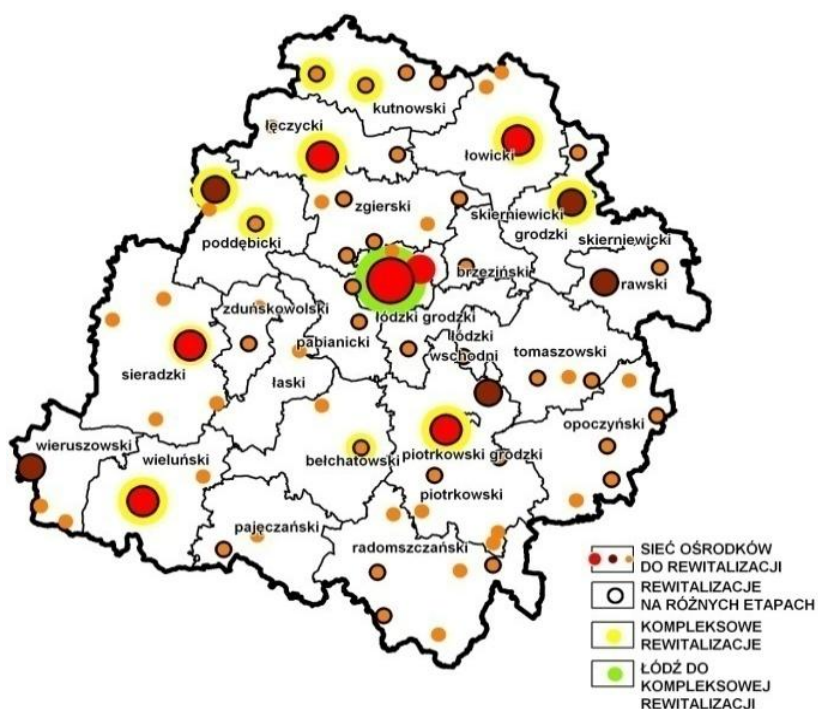 kutnowski
łęczycki
łowicki
zgierski
skierniewicki
grodzki
skierniewicki
poddębicki
brzeziński
rawski
zduńskowolski
łódzki grodzki
łódzki
pabianicki
wschodni
tomaszowski
sieradzki
łaski
opoczyński
wieruszowski
wieluński
bełchatowski
piotrkowski grodzki
piotrkowski
pajęczański
radomszczański
SIEĆ OŚRODKÓW
DO REWITALIZACJI
REWITALIZACJE
NA RÓŻNYCH ETAPACH
KOMPLEKSOWE
REWITALIZACJE
ŁÓDŹ DO
KOMPLEKSOWEJ
REWITALIZACJI